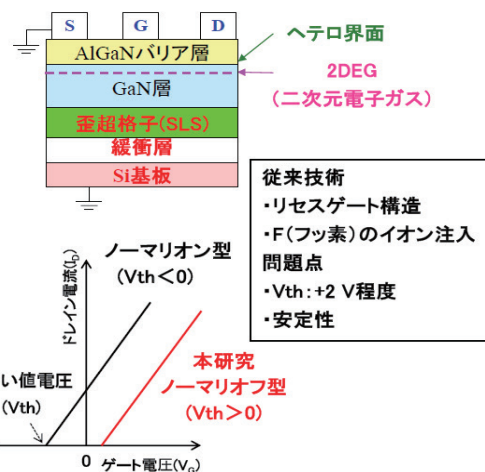 S G D
AlGaNバリア層
GaN層
歪超格子(SLS)
緩衝層
Si基板
ヘテロ界面
2DEG
(二次元電子ガス)
従来技術
・リセスゲート構造
・F(フッ素)のイオン注入
問題点
・Vth:+2 V程度
・安定性
ドレイン電流(I_D)
ノーマリオン型
(Vth<0)
本研究
ノーマリオフ型
(Vth>0)
い値電圧
(Vth)
0 ゲート電圧(V_G)